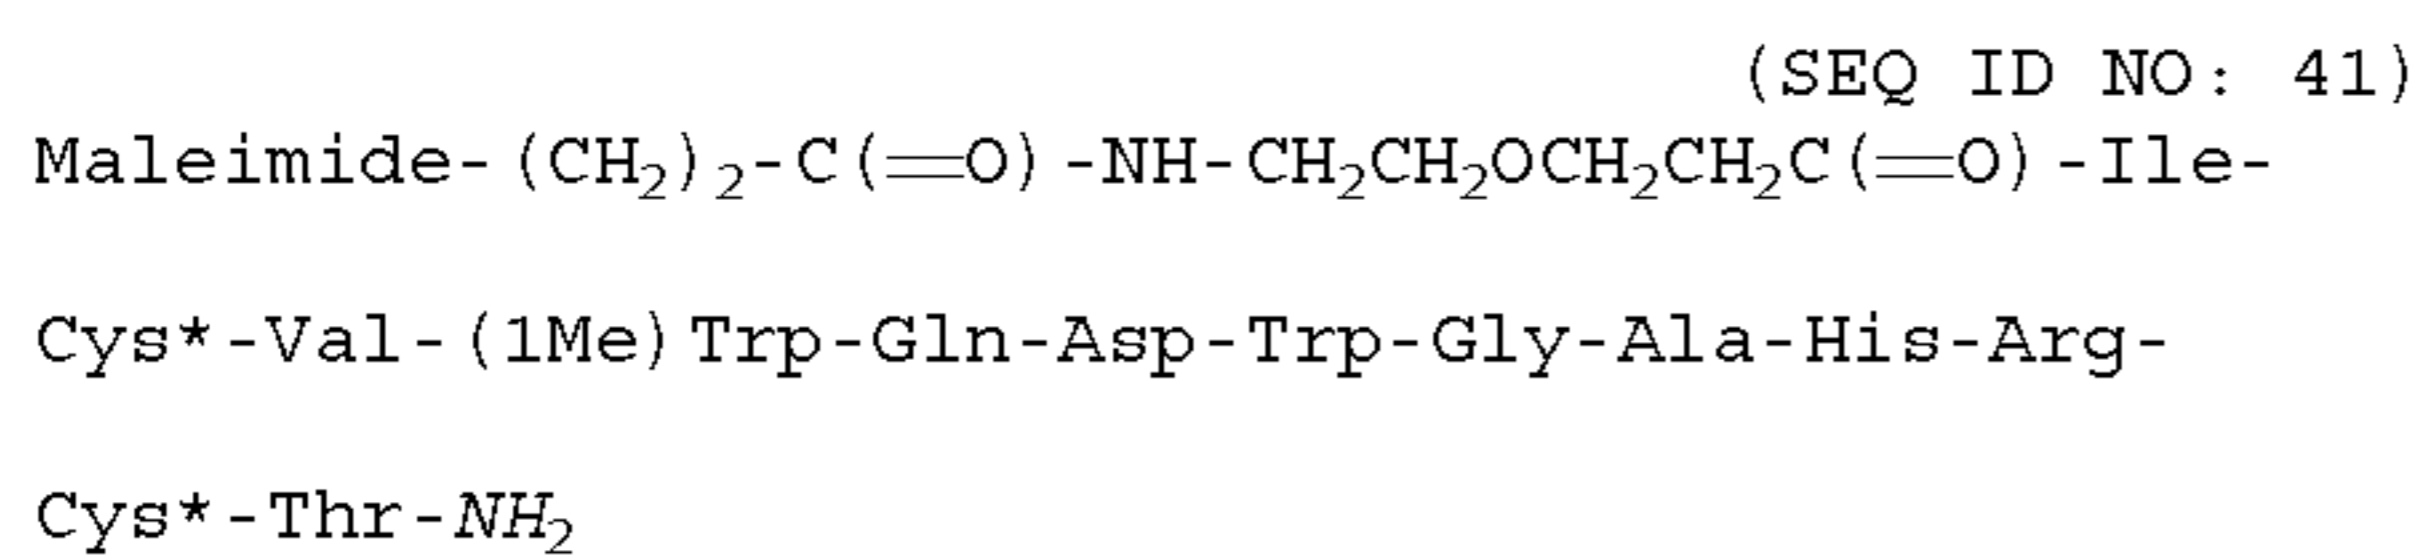 (SEQ ID NO: 41)
Maleimide-(CH₂)₂-C(=O)-NH-CH₂CH₂OCH₂CH₂C(=O)-Ile-
Cys*-Val-(1Me)Trp-Gln-Asp-Trp-Gly-Ala-His-Arg-
Cys*-Thr-NH₂